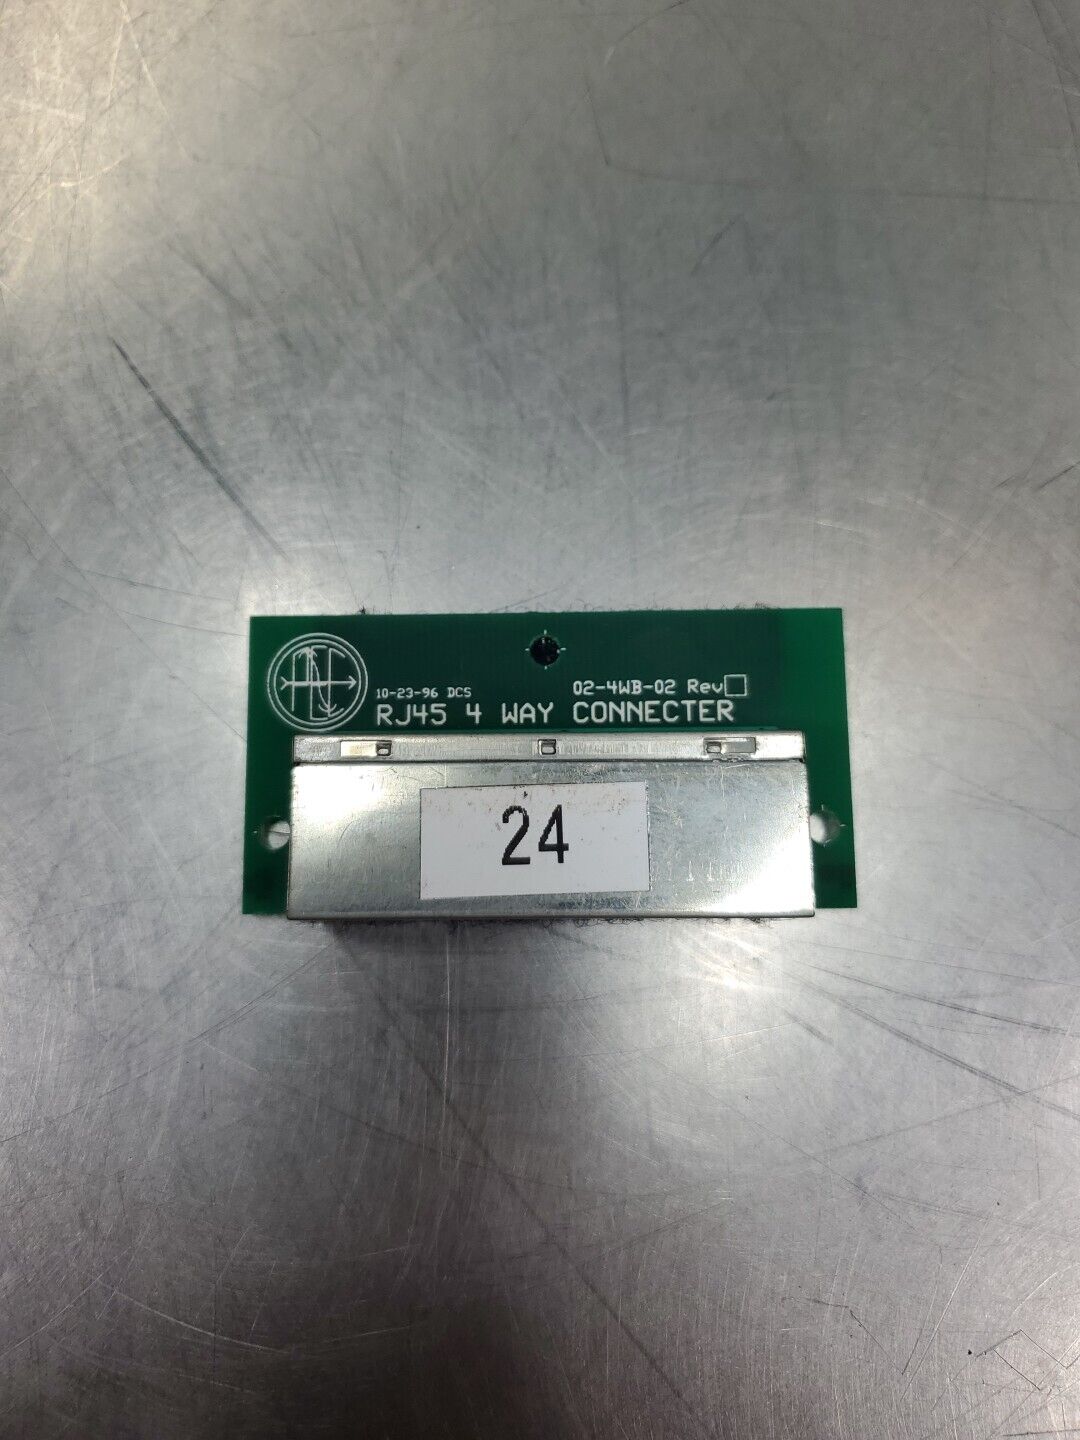 10-23-96 DCS 02-4WB-02 Rev
RJ45 4 WAY CONNECTER
24